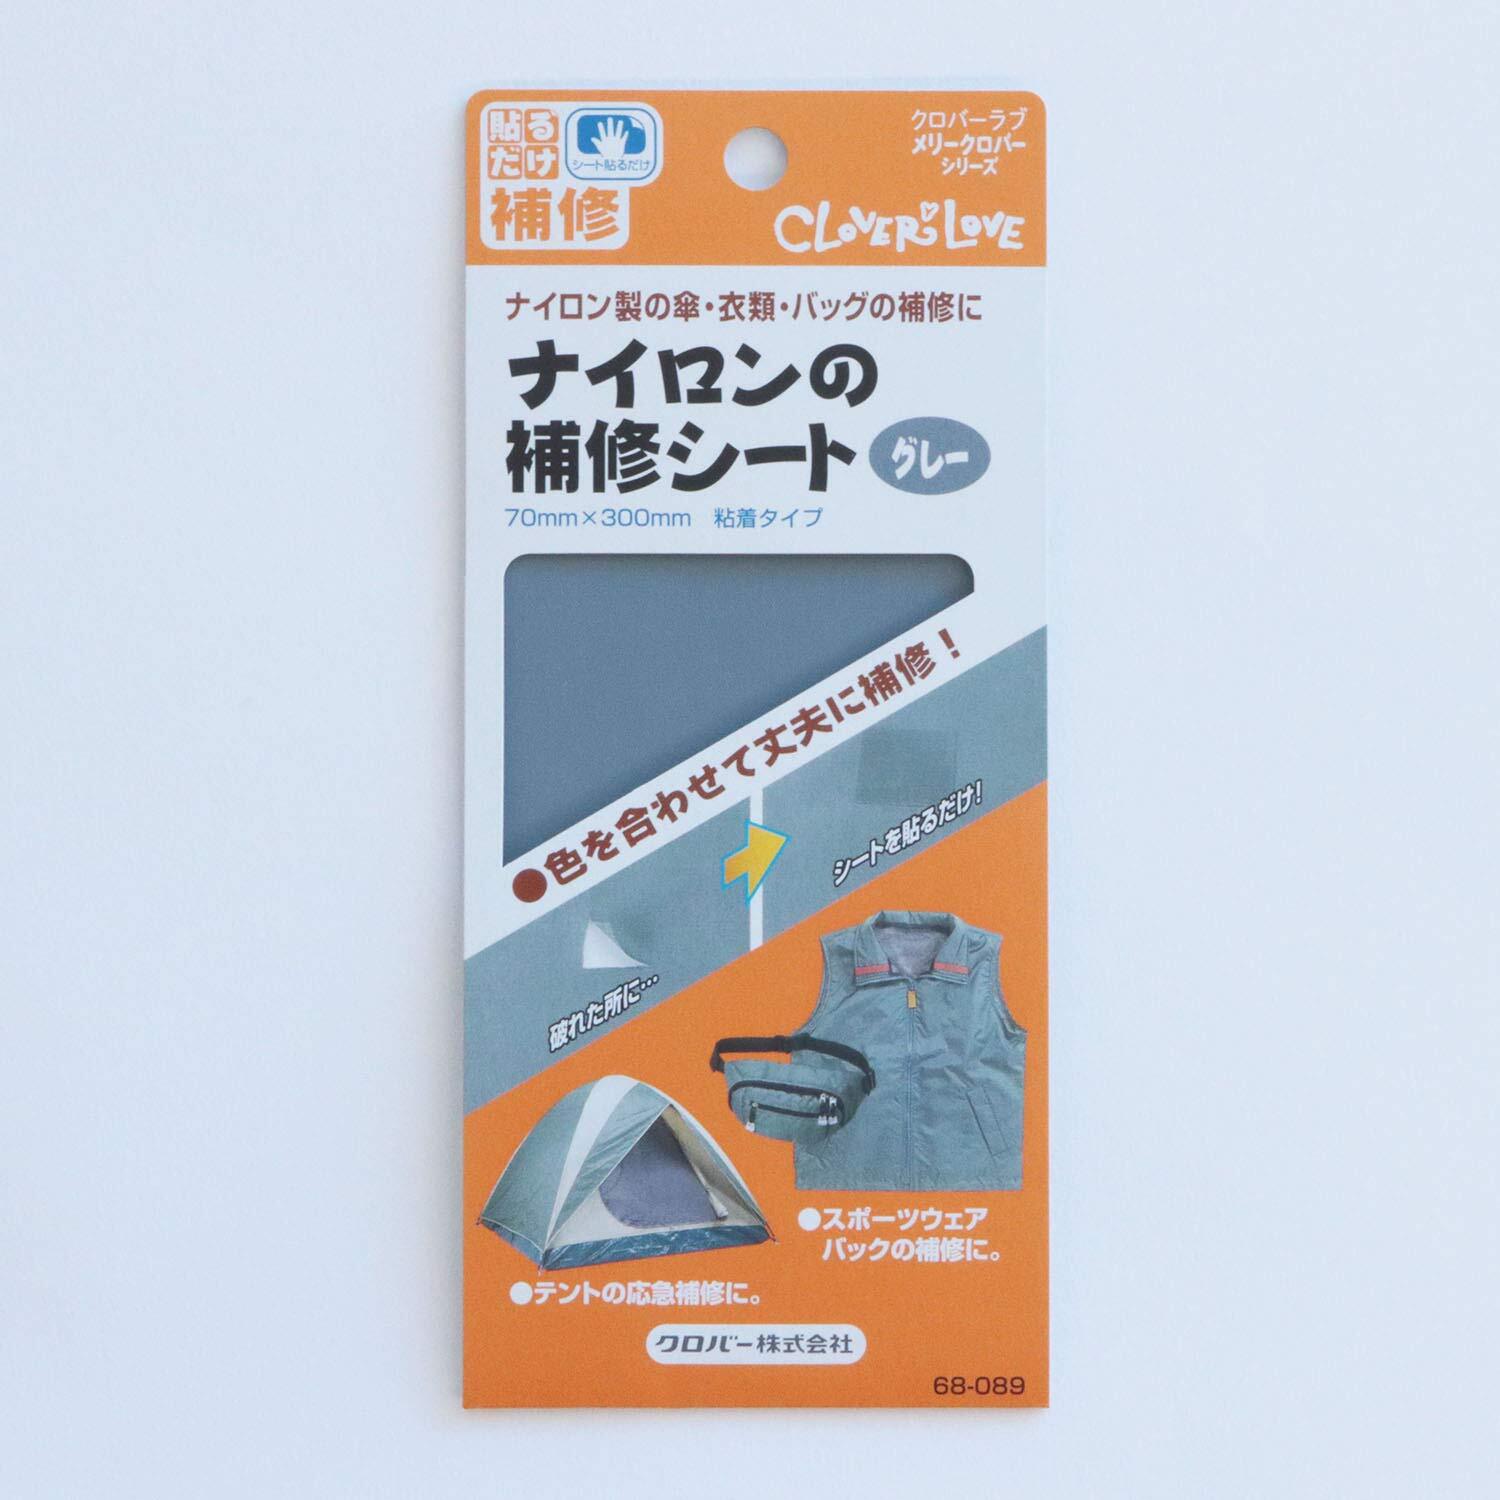 貼る
だけ
シート貼るだけ
補修
クロバーラブ
メリークロバー
シリーズ
CLOVER LOVE
ナイロン製の傘・衣類・バッグの補修に
ナイロンの
補修シート グレー
70mm×300mm 粘着タイプ
●色を合わせて丈夫に補修!
シートを貼るだけ!
破れた所に…
●スポーツウェア
バックの補修に。
●テントの応急補修に。
クロバー株式会社
68-089